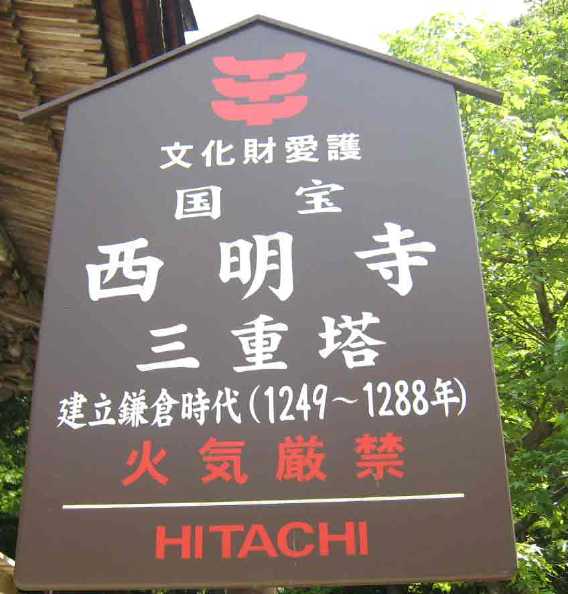 文化財愛護
国宝
西明寺
三重塔
建立鎌倉時代(1249～1288年)
火気厳禁
HITACHI